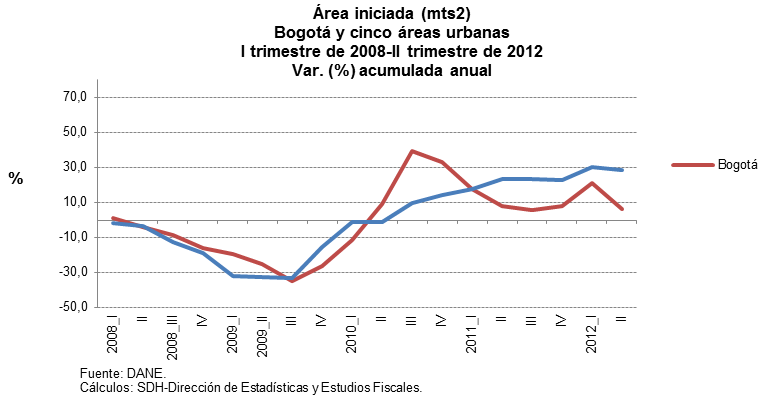 Área iniciada (mts2)
Bogotá y cinco áreas urbanas
I trimestre de 2008-II trimestre de 2012
Var. (%) acumulada anual
70,0
50,0
30,0
10,0
-10,0
-30,0
-50,0
%
Bogotá
2008_I
II
2008_III
IV
2009_I
2009_II
III
IV
2010_I
II
III
IV
2011_I
II
III
IV
2012_I
II
Fuente: DANE.
Cálculos: SDH-Dirección de Estadísticas y Estudios Fiscales.